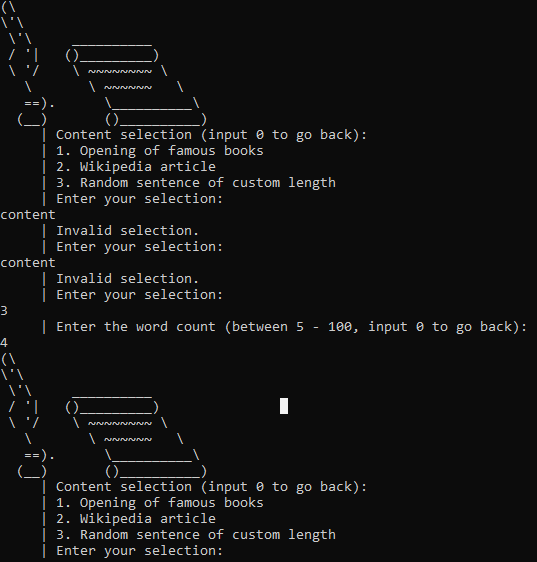 (\
\'\
 \'\     __________
 / '|   ()_________)
 \ '/    \ ~~~~~~~~ \
   \       \ ~~~~~~   \
   ==).      \__________\
  (__)       ()__________)
     | Content selection (input 0 to go back):
     | 1. Opening of famous books
     | 2. Wikipedia article
     | 3. Random sentence of custom length
     | Enter your selection:
content
     | Invalid selection.
     | Enter your selection:
content
     | Invalid selection.
     | Enter your selection:
3
     | Enter the word count (between 5 - 100, input 0 to go back):
4
(\
\'\
 \'\     __________
 / '|   ()_________)
 \ '/    \ ~~~~~~~~ \
   \       \ ~~~~~~   \
   ==).      \__________\
  (__)       ()__________)
     | Content selection (input 0 to go back):
     | 1. Opening of famous books
     | 2. Wikipedia article
     | 3. Random sentence of custom length
     | Enter your selection: